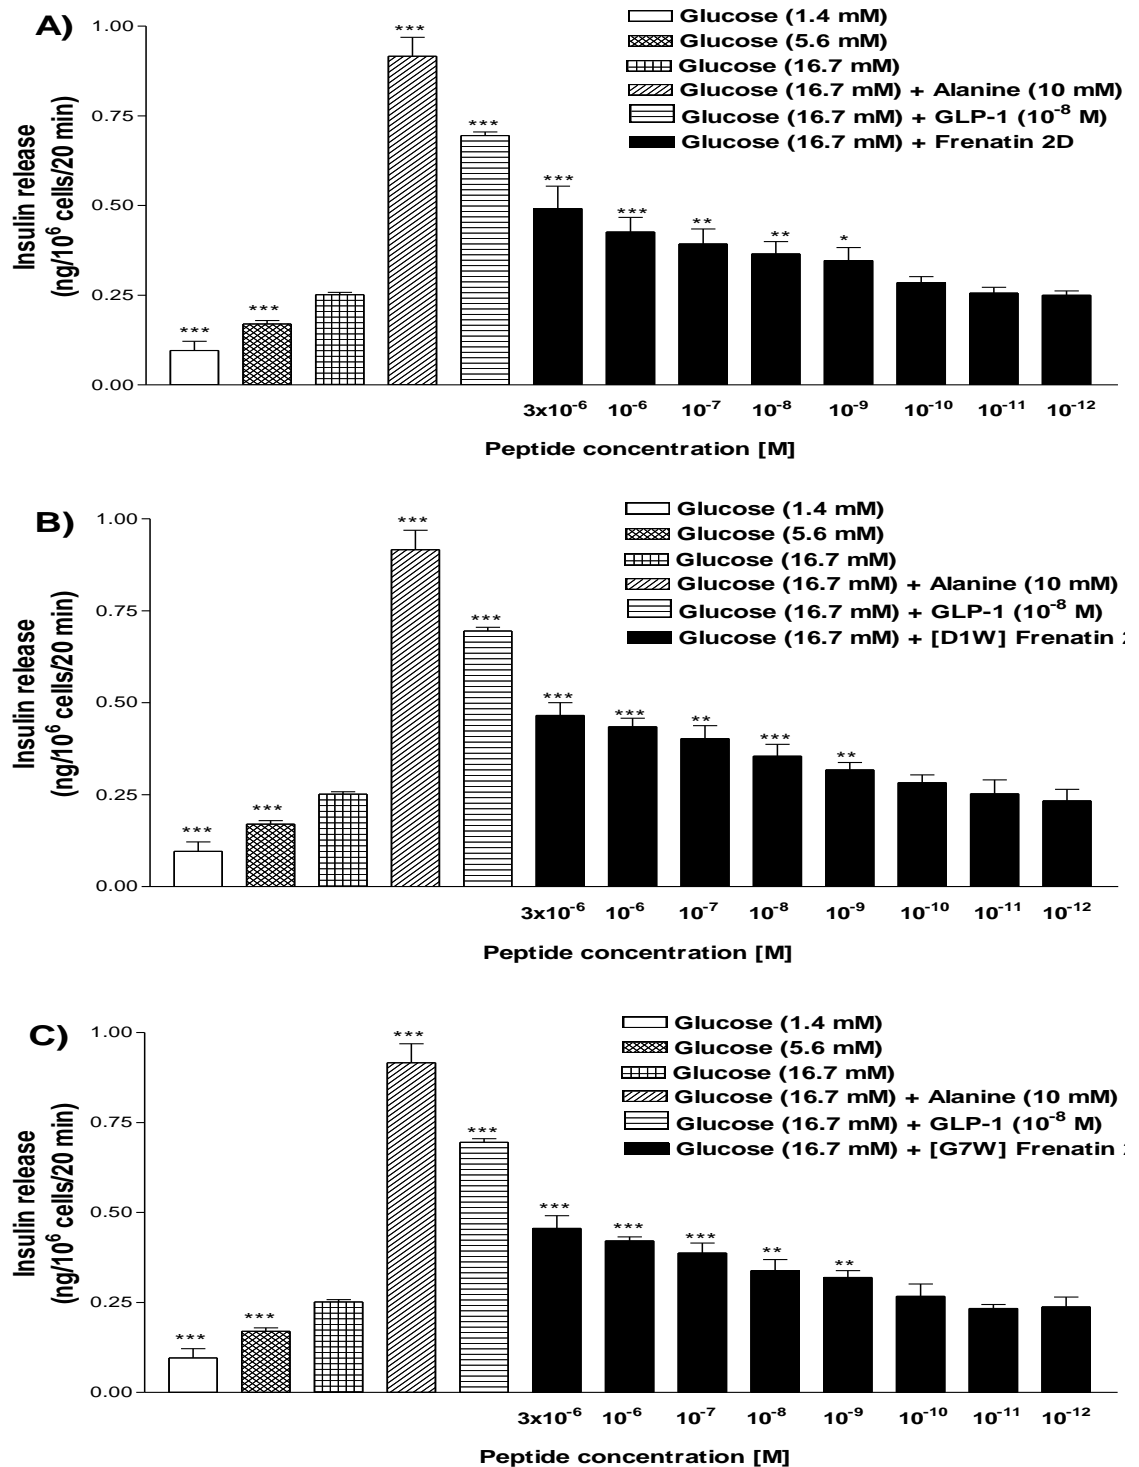 A)
Glucose (1.4 mM)
Glucose (5.6 mM)
Glucose (16.7 mM)
Glucose (16.7 mM) + Alanine (10 mM)
Glucose (16.7 mM) + GLP-1 (10⁻⁸ M)
Glucose (16.7 mM) + Frenatin 2D
Insulin release
(ng/10⁶ cells/20 min)
1.00
0.75
0.50
0.25
0.00
*** *** *** *** *** *** ** ** *
3x10⁻⁶ 10⁻⁶ 10⁻⁷ 10⁻⁸ 10⁻⁹ 10⁻¹⁰ 10⁻¹¹ 10⁻¹²
Peptide concentration [M]
B)
Glucose (1.4 mM)
Glucose (5.6 mM)
Glucose (16.7 mM)
Glucose (16.7 mM) + Alanine (10 mM)
Glucose (16.7 mM) + GLP-1 (10⁻⁸ M)
Glucose (16.7 mM) + [D1W] Frenatin
Insulin release
(ng/10⁶ cells/20 min)
1.00
0.75
0.50
0.25
0.00
*** *** *** *** *** *** ** *** **
3x10⁻⁶ 10⁻⁶ 10⁻⁷ 10⁻⁸ 10⁻⁹ 10⁻¹⁰ 10⁻¹¹ 10⁻¹²
Peptide concentration [M]
C)
Glucose (1.4 mM)
Glucose (5.6 mM)
Glucose (16.7 mM)
Glucose (16.7 mM) + Alanine (10 mM)
Glucose (16.7 mM) + GLP-1 (10⁻⁸ M)
Glucose (16.7 mM) + [G7W] Frenatin
Insulin release
(ng/10⁶ cells/20 min)
1.00
0.75
0.50
0.25
0.00
*** *** *** *** *** *** *** ** **
3x10⁻⁶ 10⁻⁶ 10⁻⁷ 10⁻⁸ 10⁻⁹ 10⁻¹⁰ 10⁻¹¹ 10⁻¹²
Peptide concentration [M]